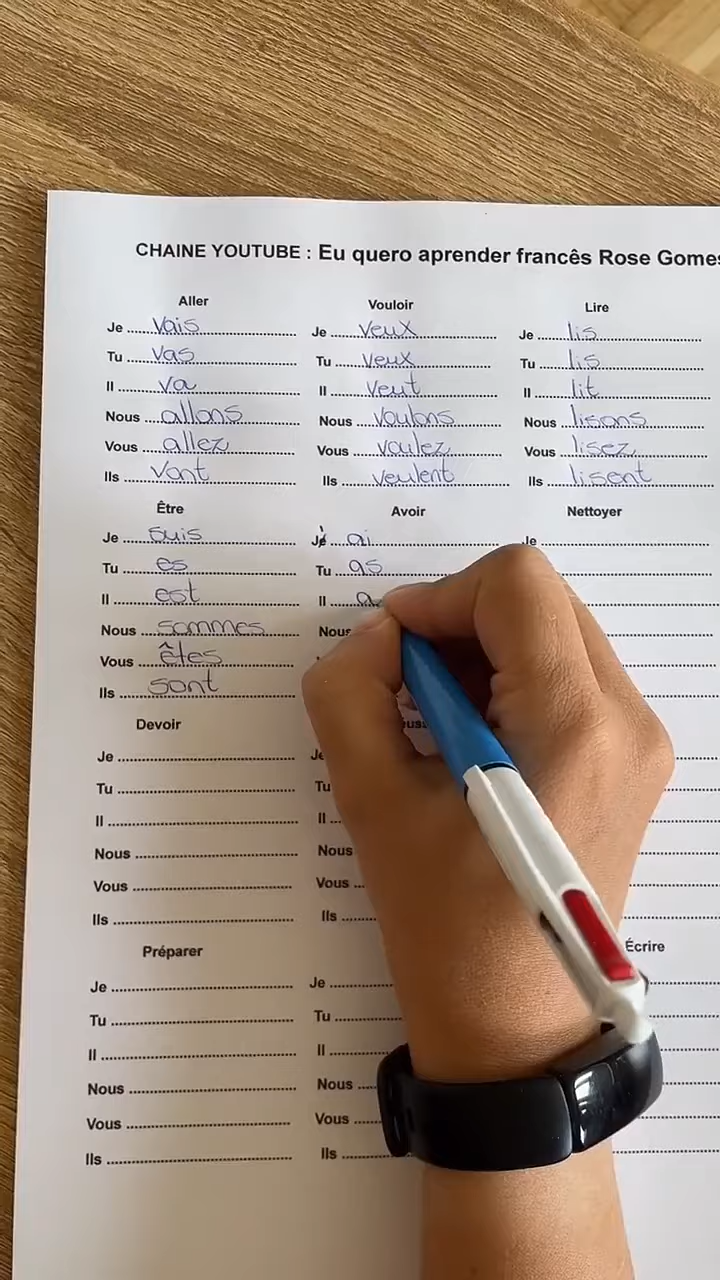 CHAINE YOUTUBE : Eu quero aprender francês Rose Gomes
Aller
Je vais
Tu vas
Il va
Nous allons
Vous allez
Ils vont
Vouloir
Je veux
Tu veux
Il veut
Nous voulons
Vous voulez
Ils veulent
Lire
Je lis
Tu lis
Il lit
Nous lisons
Vous lisez
Ils lisent
Être
Je suis
Tu es
Il est
Nous sommes
Vous êtes
Ils sont
Avoir
J' ai
Tu as
Il a
Nous
Nettoyer
Je
Devoir
Je
Tu
Il
Nous
Vous
Ils
Je
Tu
Il
Nous
Vous
Ils
Préparer
Je
Tu
Il
Nous
Vous
Ils
Je
Tu
Il
Nous
Vous
Ils
Écrire